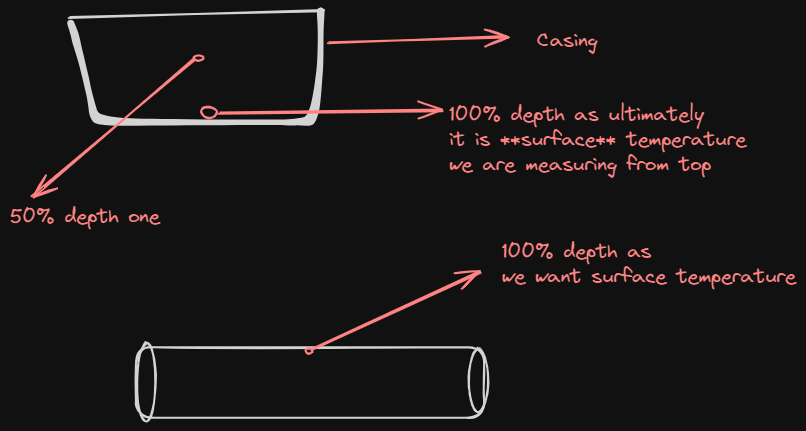 Casing
100% depth as ultimately
it is **surface** temperature
we are measuring from top
50% depth one
100% depth as
we want surface temperature